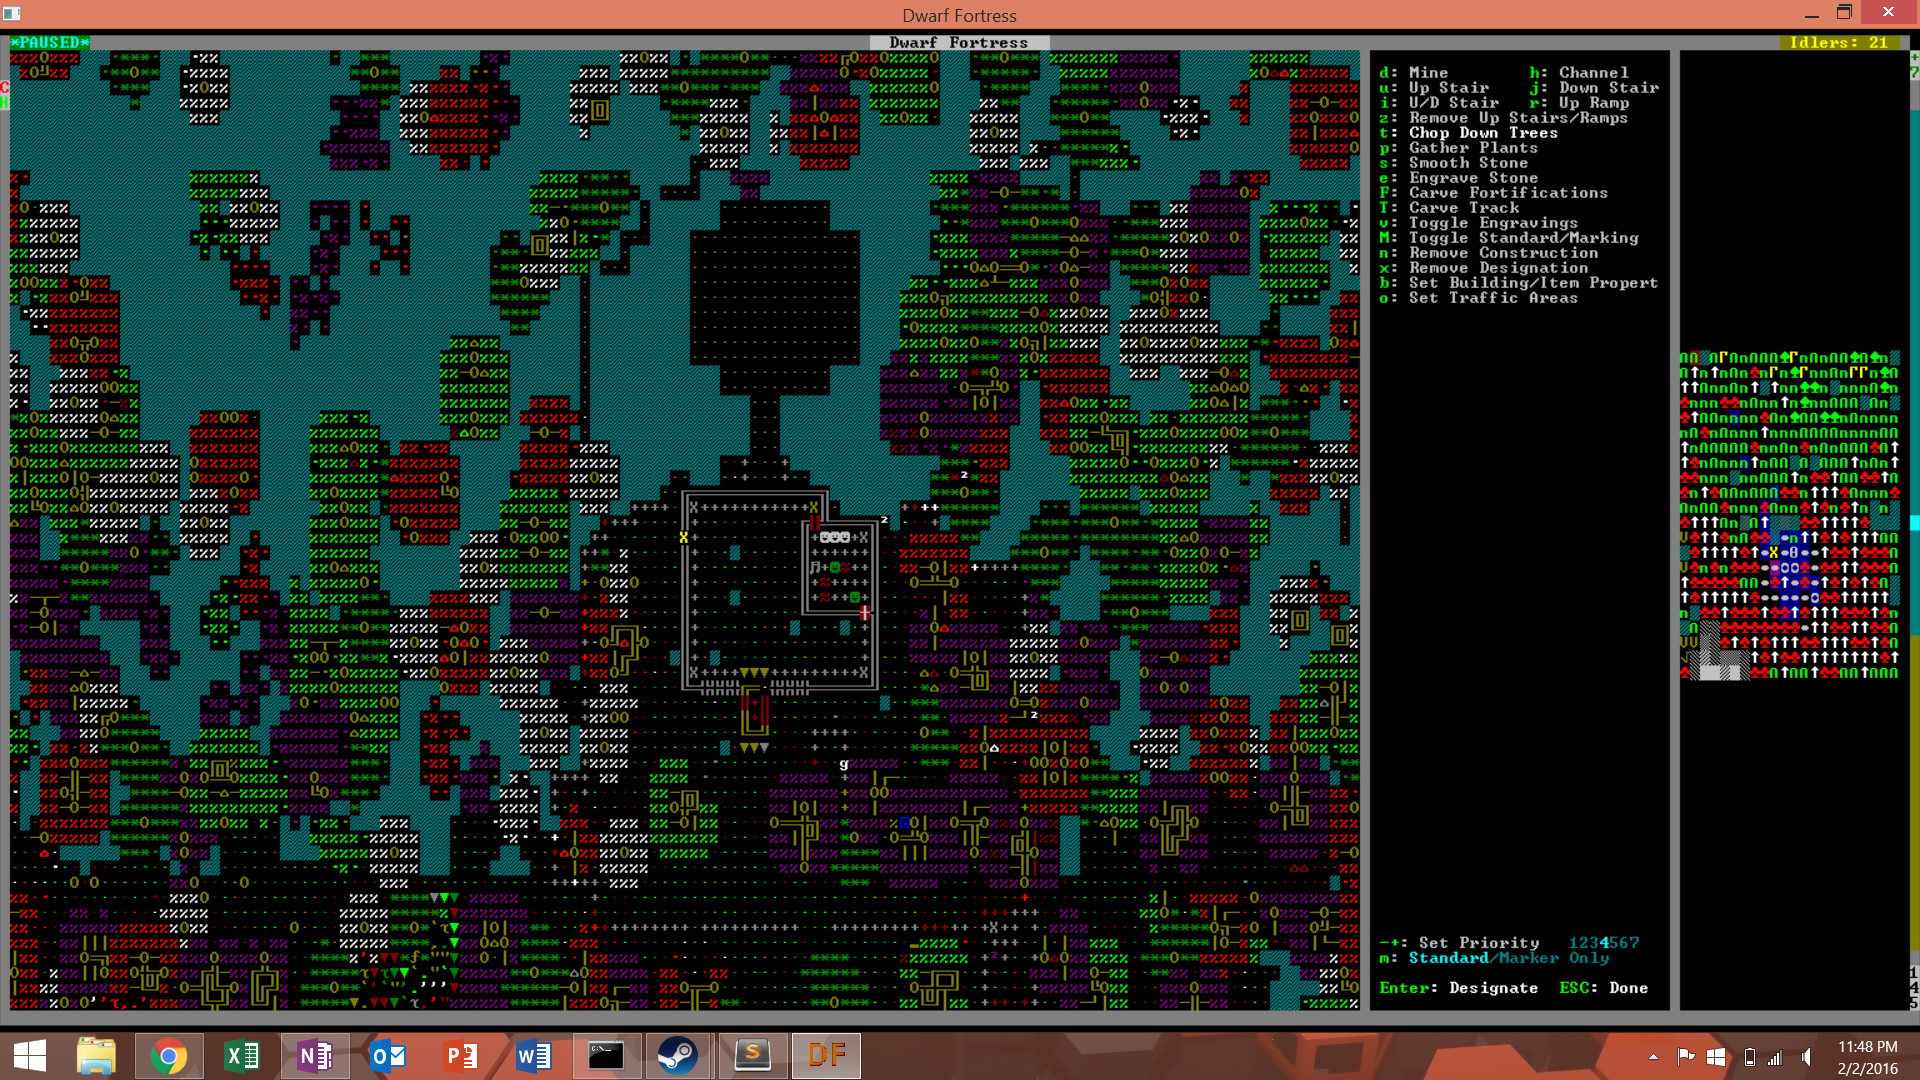 Dwarf Fortress
*PAUSED*
Dwarf Fortress
Idlers: 21
d: Mine h: Channel
u: Up Stair j: Down Stair
i: U/D Stair r: Up Ramp
z: Remove Up Stairs/Ramps
t: Chop Down Trees
p: Gather Plants
s: Smooth Stone
e: Engrave Stone
F: Carve Fortifications
T: Carve Track
v: Toggle Engravings
M: Toggle Standard/Marking
n: Remove Construction
x: Remove Designation
b: Set Building/Item Propert
o: Set Traffic Areas
-+: Set Priority 1234567
m: Standard/Marker Only
Enter: Designate ESC: Done
DF
11:48 PM
2/2/2016